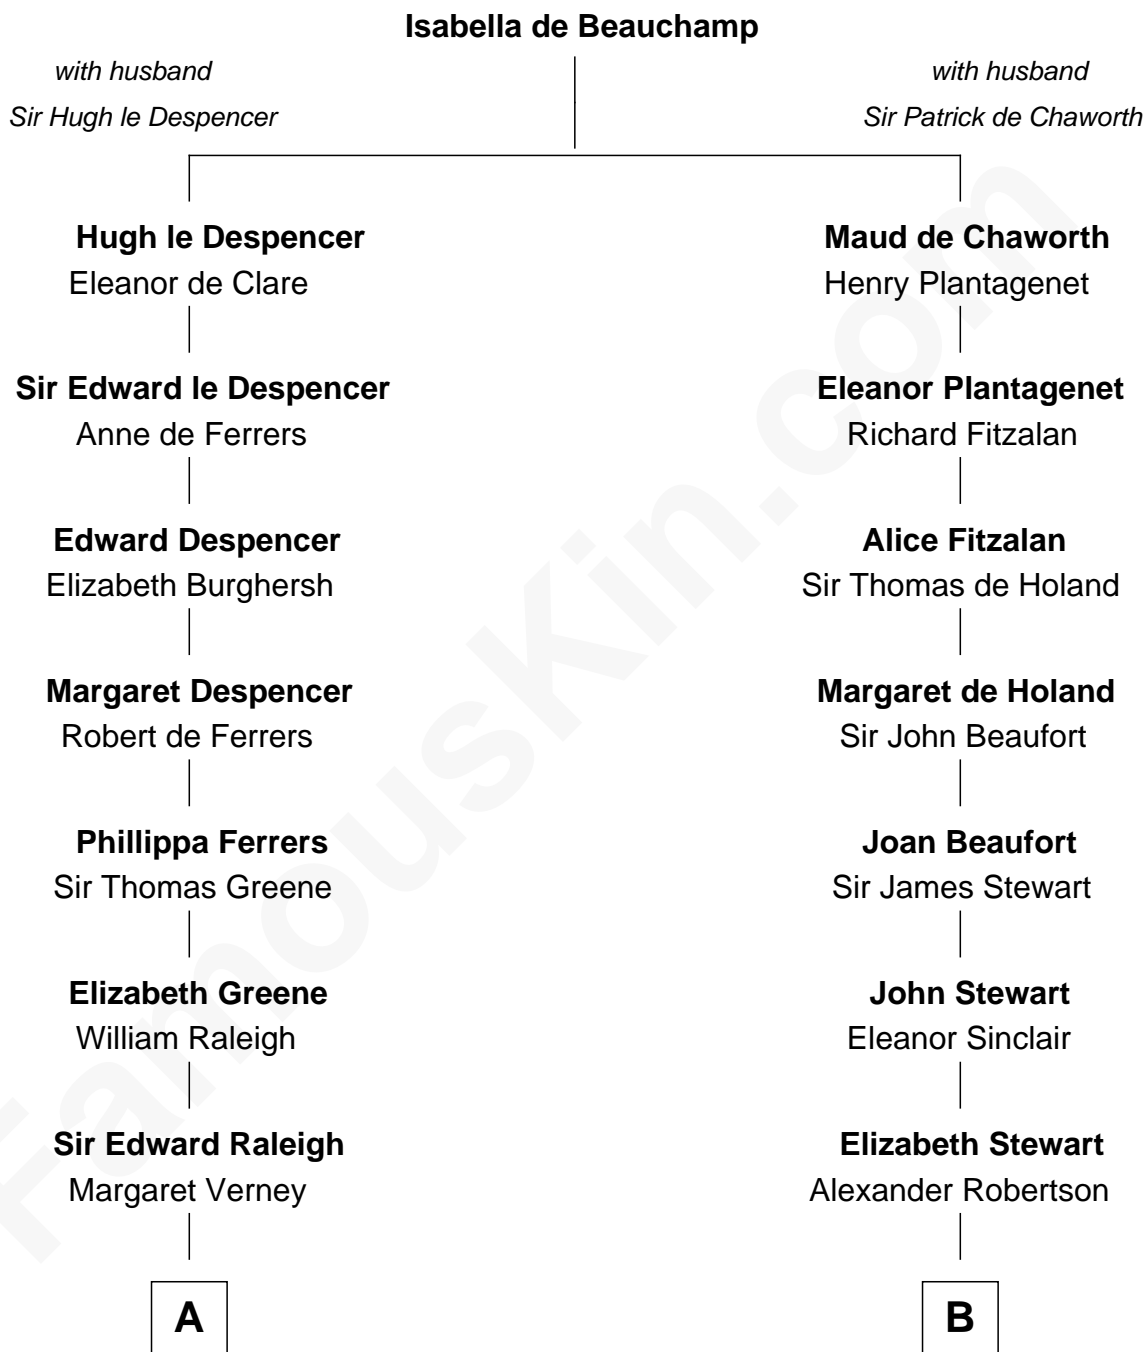 Isabella de Beauchamp
with husband
Sir Hugh le Despencer
with husband
Sir Patrick de Chaworth
Hugh le Despencer
Eleanor de Clare
Maud de Chaworth
Henry Plantagenet
Sir Edward le Despencer
Anne de Ferrers
Eleanor Plantagenet
Richard Fitzalan
Edward Despencer
Elizabeth Burghersh
Alice Fitzalan
Sir Thomas de Holand
Margaret Despencer
Robert de Ferrers
Margaret de Holand
Sir John Beaufort
Phillippa Ferrers
Sir Thomas Greene
Joan Beaufort
Sir James Stewart
Elizabeth Greene
William Raleigh
John Stewart
Eleanor Sinclair
Sir Edward Raleigh
Margaret Verney
Elizabeth Stewart
Alexander Robertson
A
B
FamousKin.com